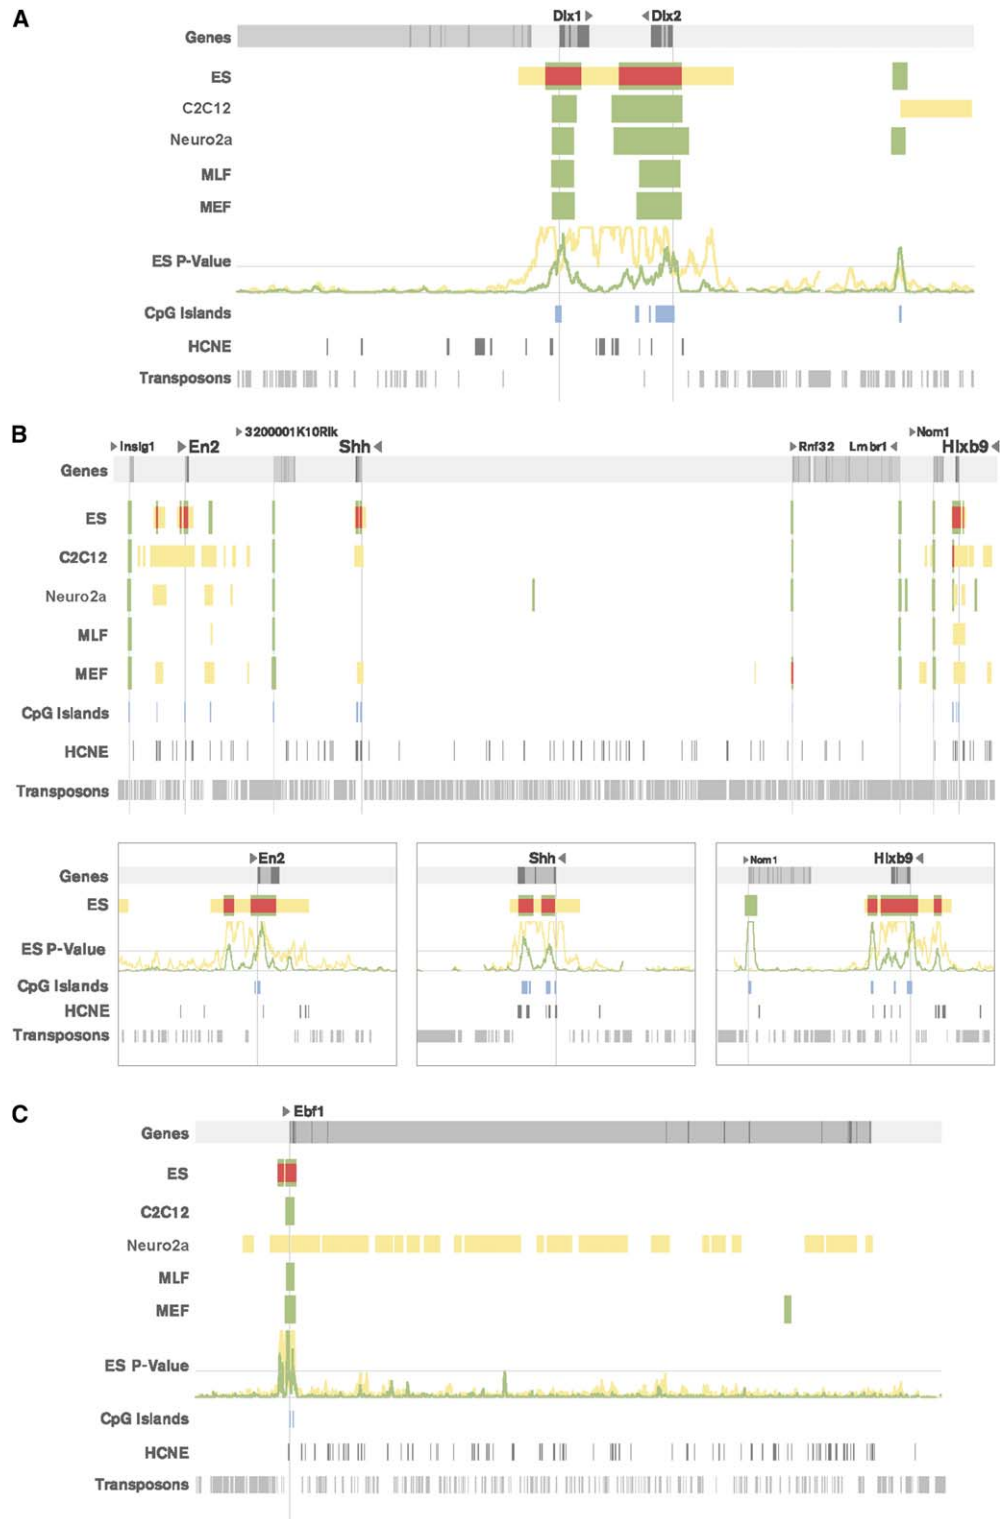 A
Dlx1 Dlx2
Genes
ES
C2C12
Neuro2a
MLF
MEF
ES P-Value
CpG Islands
HCNE
Transposons
B
3200001K10Rik
Insig1 En2 Shh Rnf32 Lmbr1 Nom1 Hlxb9
Genes
ES
C2C12
Neuro2a
MLF
MEF
CpG Islands
HCNE
Transposons
En2 Shh Nom1 Hlxb9
Genes
ES
ES P-Value
CpG Islands
HCNE
Transposons
C
Ebf1
Genes
ES
C2C12
Neuro2a
MLF
MEF
ES P-Value
CpG Islands
HCNE
Transposons